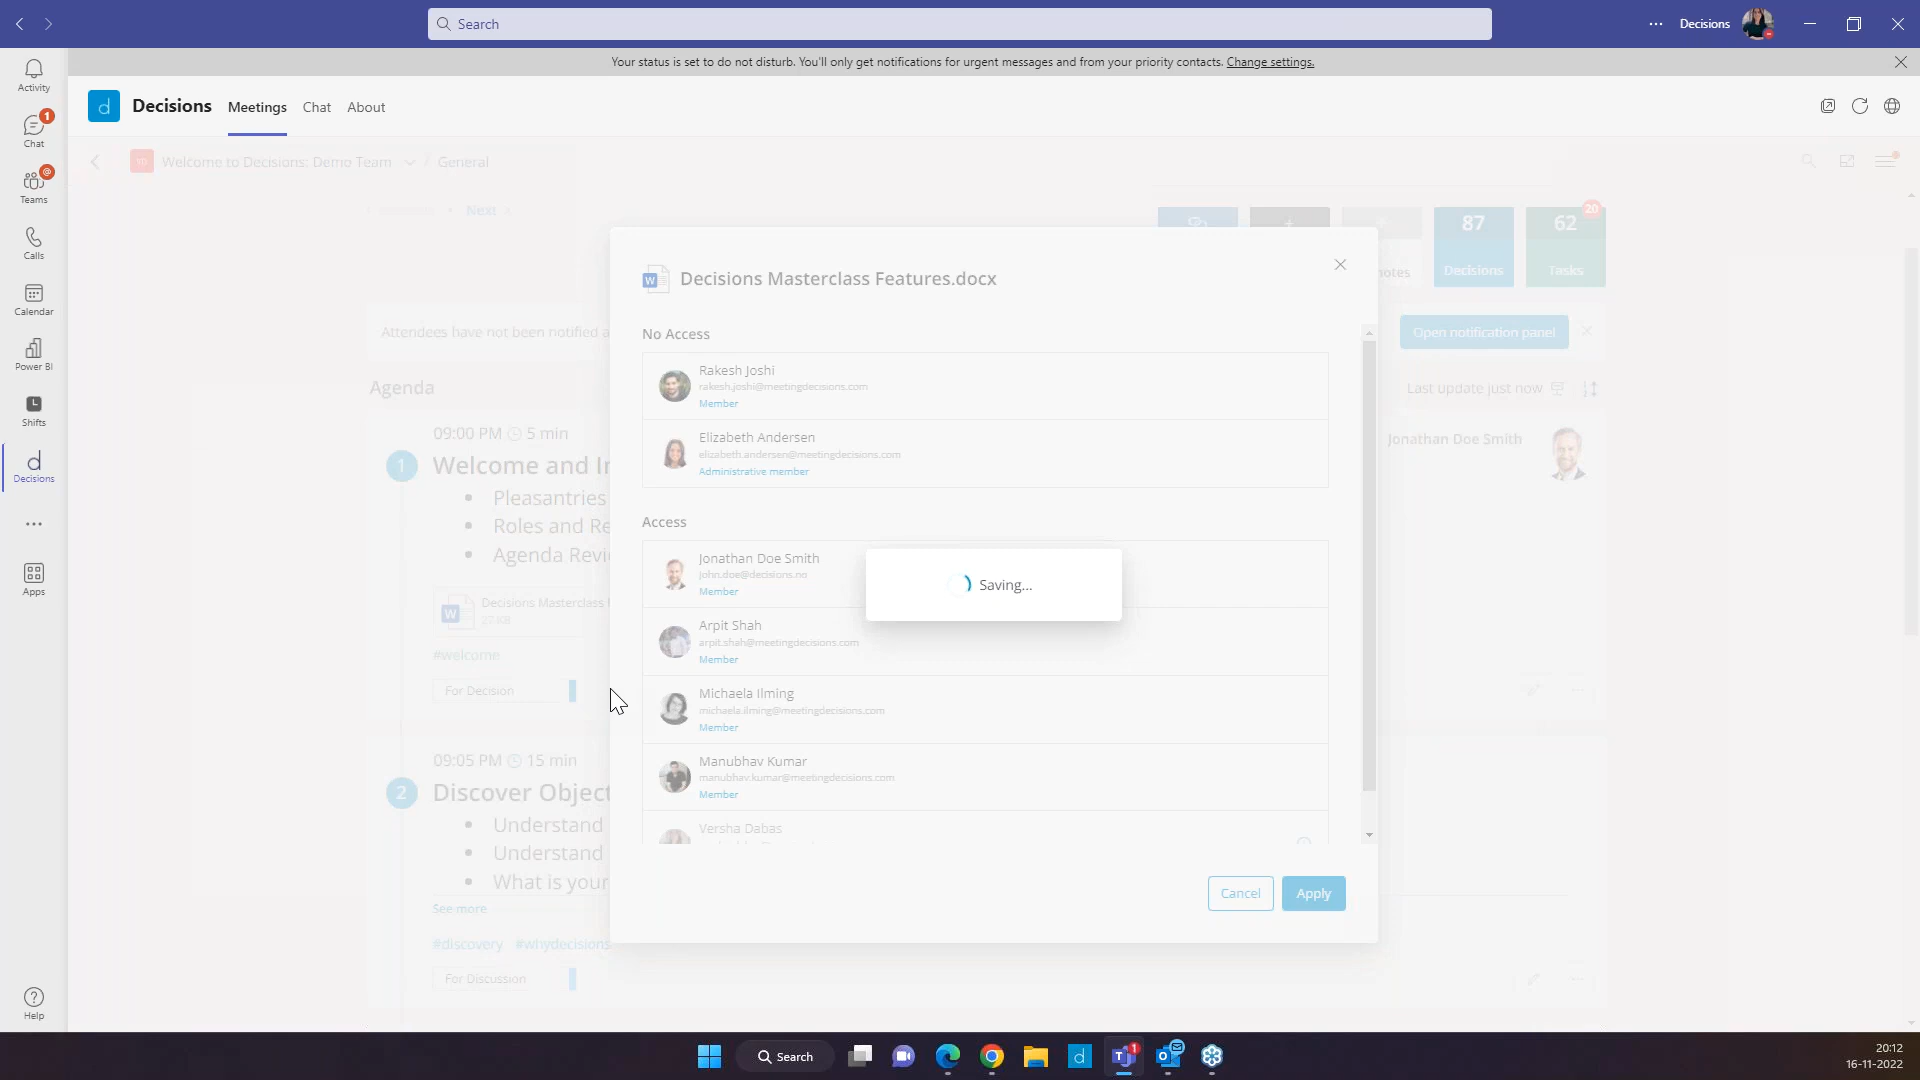 Search
Decisions
Your status is set to do not disturb. You'll only get notifications for urgent messages and from your priority contacts. Change settings.
Activity
1
Chat
@
Teams
Calls
Calendar
Power BI
Shifts
Decisions
Apps
Help
Decisions Meetings Chat About
Welcome to Decisions: Demo Team / General
Next
20
87
62
notes
Decisions
Tasks
Attendees have not been notified a
Open notification panel
Agenda
Last update just now
09:00 PM 5 min
Jonathan Doe Smith
1
Welcome and In
Pleasantries
Roles and Re
Agenda Revi
Decisions Masterclass
27 KB
#welcome
For Decision
09:05 PM 15 min
2
Discover Object
Understand
Understand
What is your
See more
#discovery #whydecisions
For Discussion
Decisions Masterclass Features.docx
No Access
Rakesh Joshi
rakesh.joshi@meetingdecisions.com
Member
Elizabeth Andersen
elizabeth.andersen@meetingdecisions.com
Administrative member
Access
Jonathan Doe Smith
john.doe@decisions.no
Member
Saving...
Arpit Shah
arpit.shah@meetingdecisions.com
Member
Michaela Ilming
michaela.ilming@meetingdecisions.com
Member
Manubhav Kumar
manubhav.kumar@meetingdecisions.com
Member
Versha Dabas
Cancel
Apply
Search
1
20:12
16-11-2022